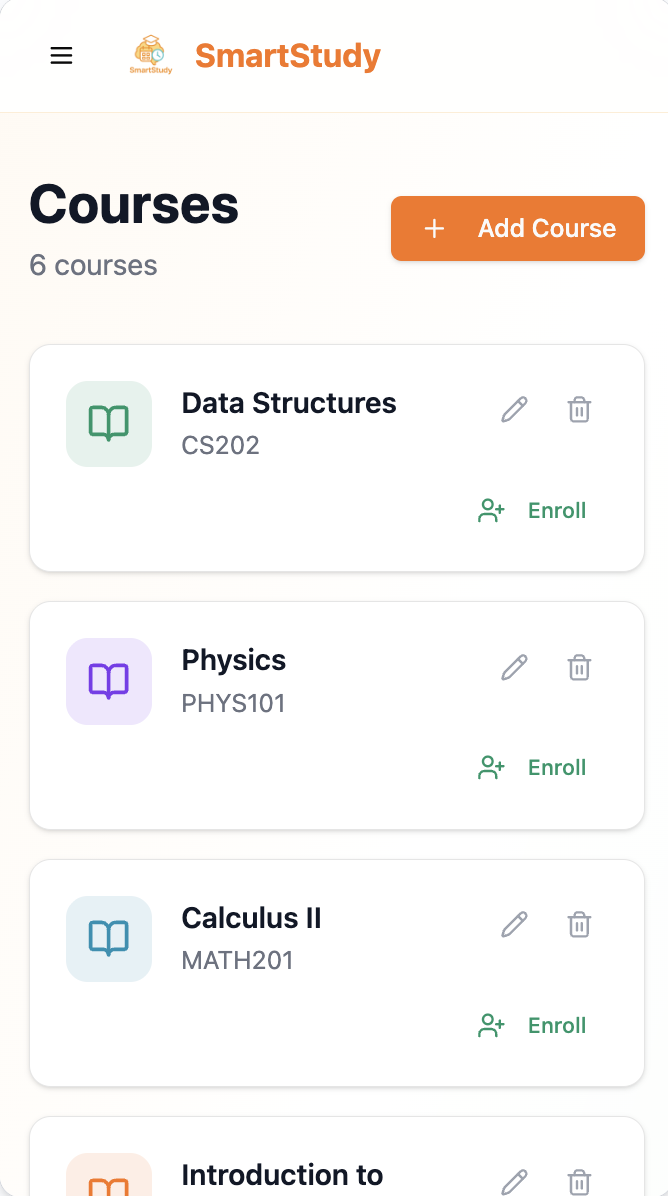 SmartStudy
SmartStudy
Courses
Add Course
6 courses
Data Structures
CS202
Enroll
Physics
PHYS101
Enroll
Calculus II
MATH201
Enroll
Introduction to